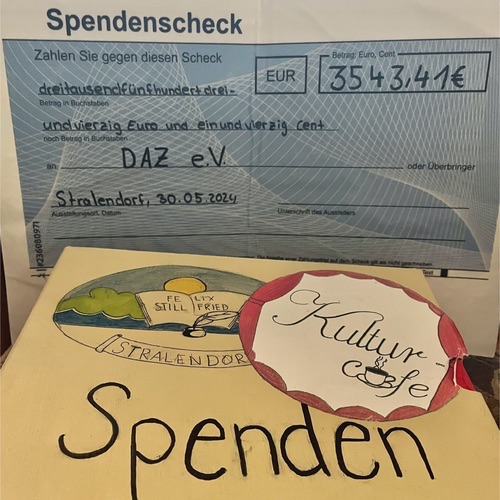 Spendenscheck
Zahlen Sie gegen diesen Scheck
EUR
Betrag: Euro, Cent
3543,41€
dreitausendfünfhundertdrei-
Betrag in Buchstaben
undvierzig Euro und einundvierzig Cent
noch Betrag in Buchstaben
an DAZ e.V. oder Überbringer
Stralendorf, 30.05.2024
Ausstellungsort, Datum
Unterschrift des Ausstellers
Text
FE LIX
STILL FRIED
STRALENDORF
Kultur-
cafe
Spenden